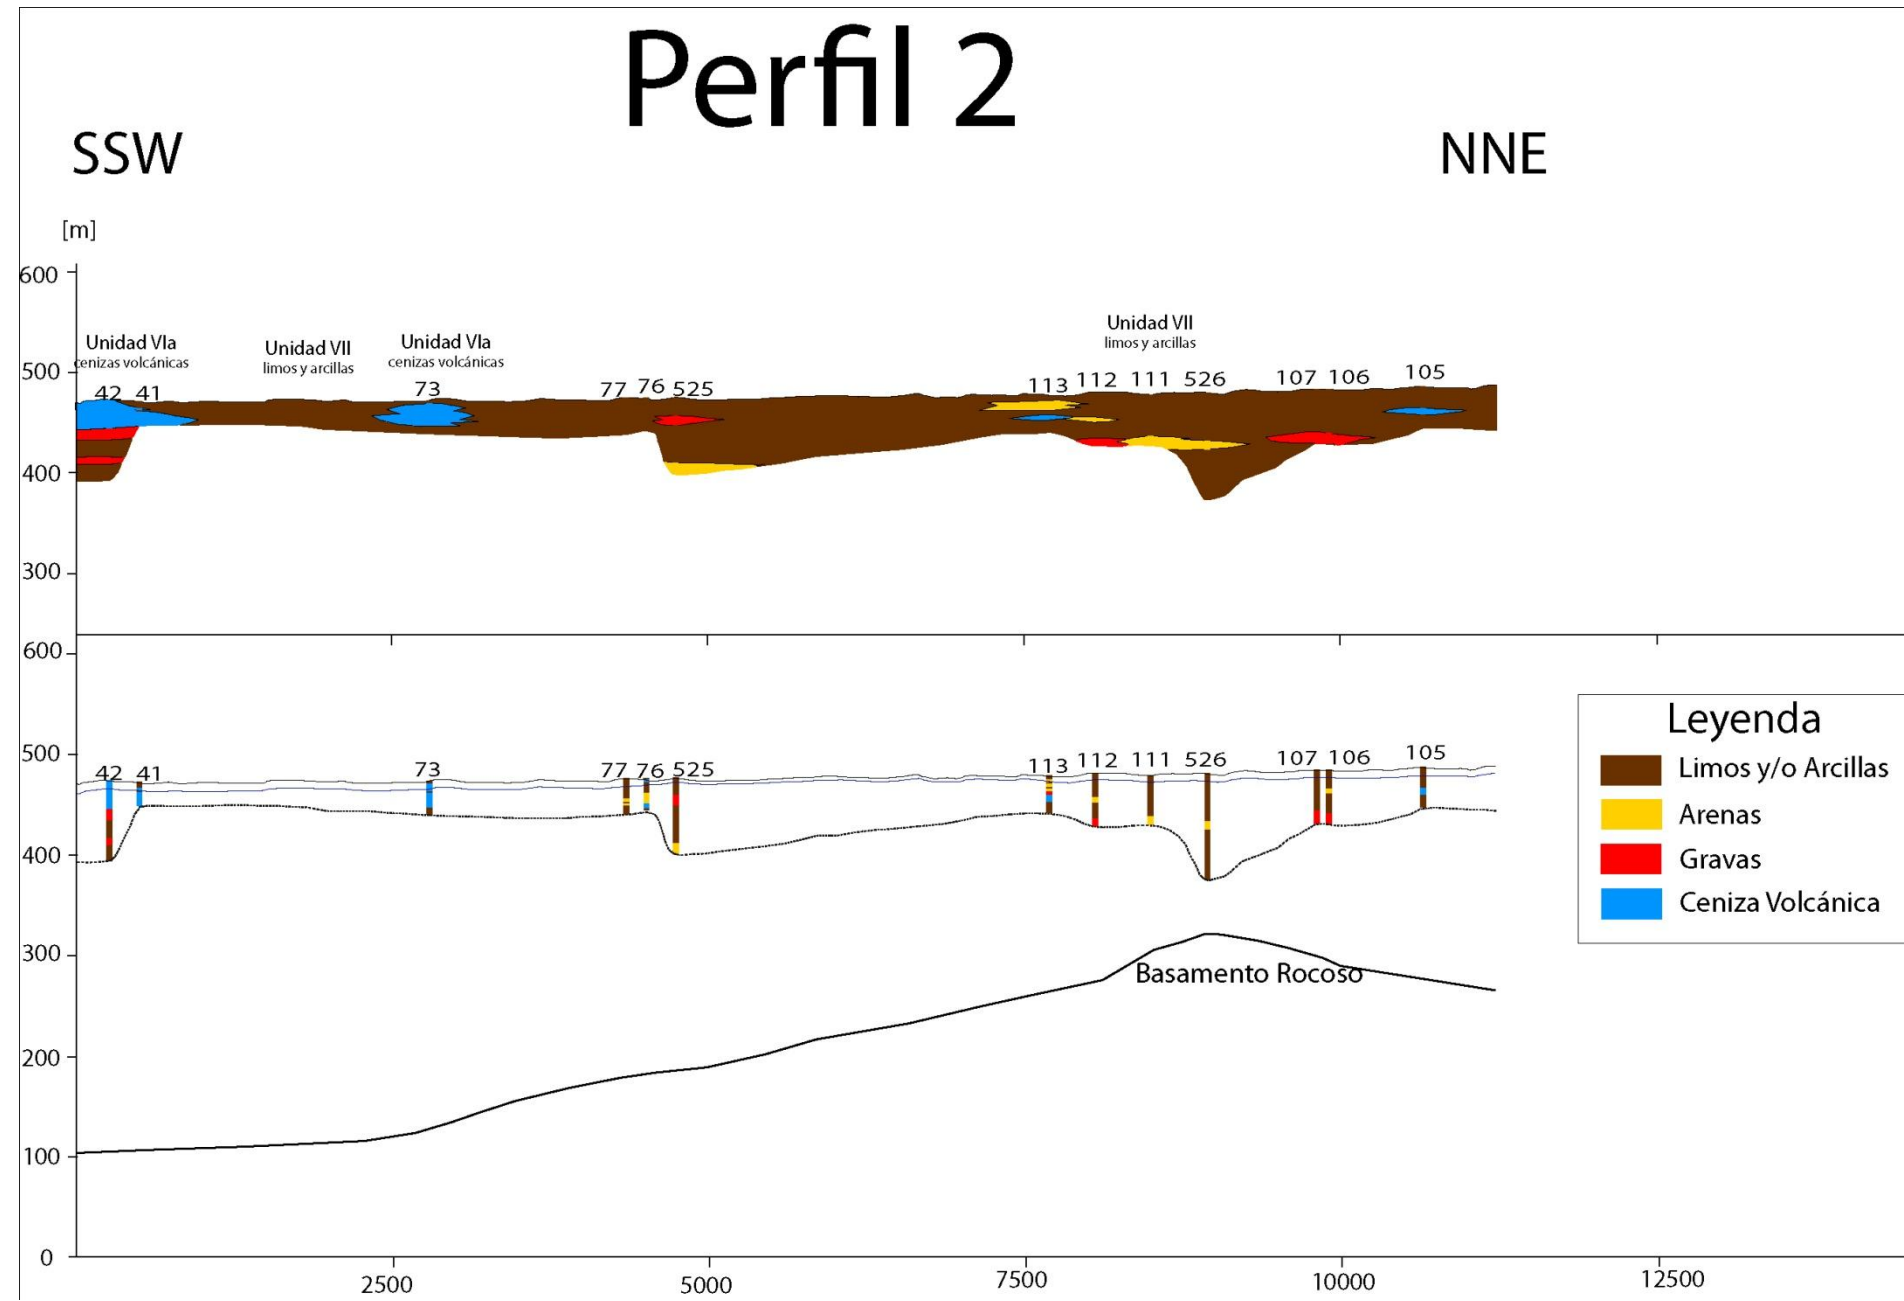 Perfil 2
SSW NNE
[m]
600
Unidad VIa
cenizas volcánicas
Unidad VII
limos y arcillas
Unidad VIa
cenizas volcánicas
Unidad VII
limos y arcillas
500
42 41 73 77 76 525 113 112 111 526 107 106 105
400
300
600
500
42 41 73 77 76 525 113 112 111 526 107 106 105
400
300
Basamento Rocoso
200
100
0
2500 5000 7500 10000 12500
Leyenda
Limos y/o Arcillas
Arenas
Gravas
Ceniza Volcánica